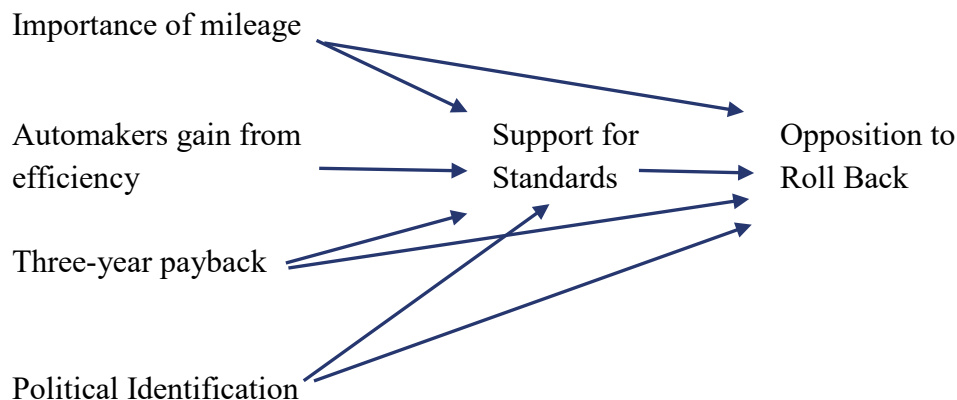 Importance of mileage
Automakers gain from
efficiency
Support for
Standards
Opposition to
Roll Back
Three-year payback
Political Identification